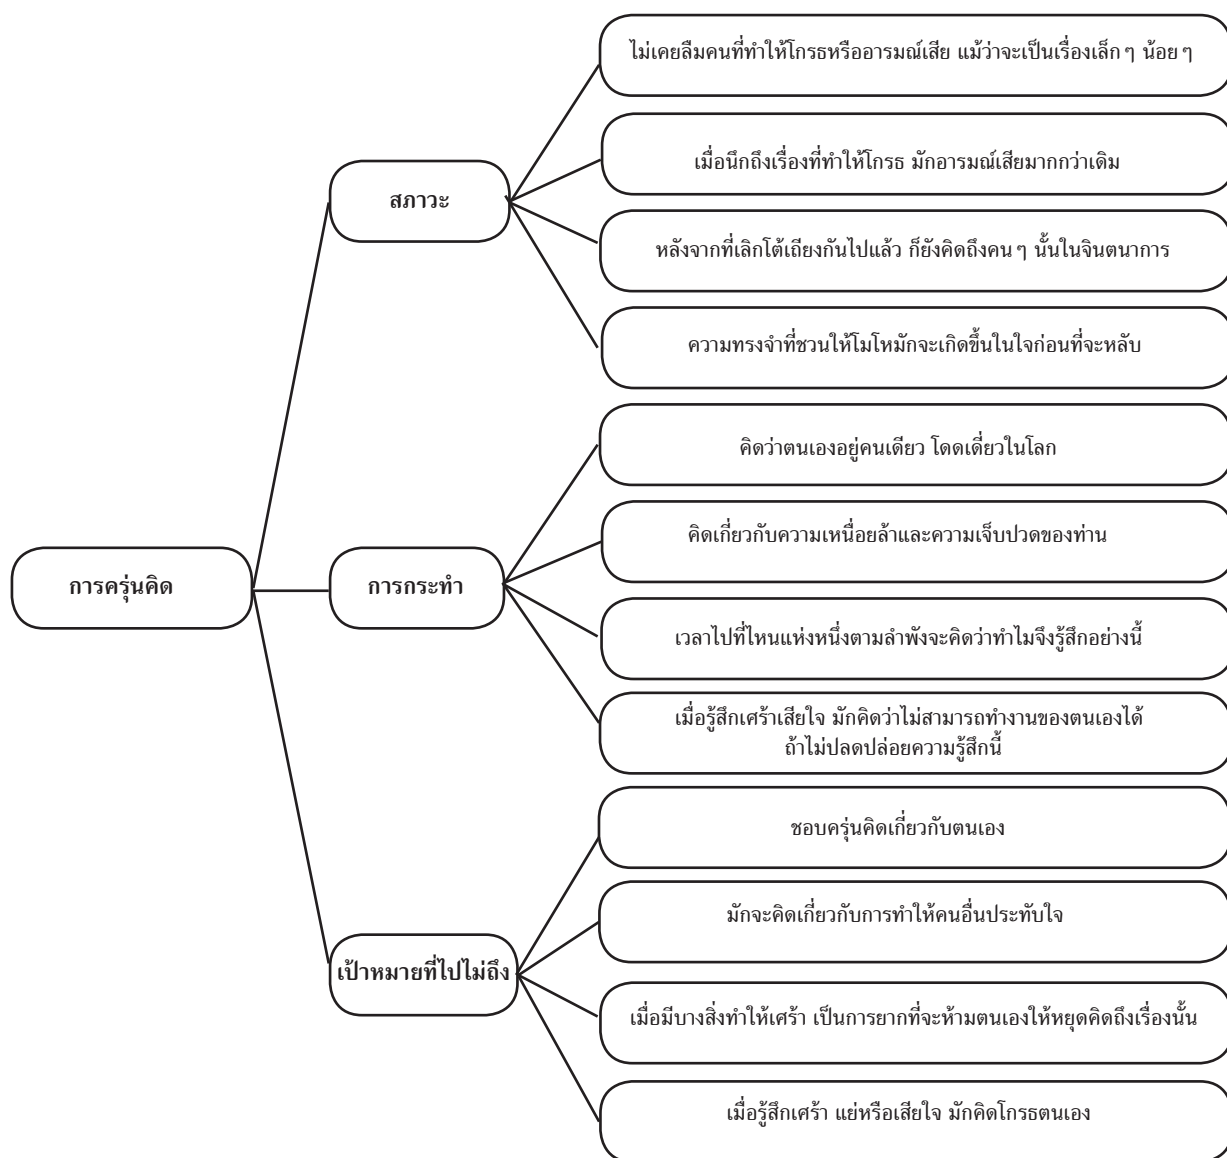 ไม่เคยลืมคนที่ทำให้โกรธหรืออารมณ์เสีย แม้ว่าจะเป็นเรื่องเล็กๆ น้อยๆ
เมื่อนึกถึงเรื่องที่ทำให้โกรธ มักอารมณ์เสียมากกว่าเดิม
สภาวะ
หลังจากที่เลิกโต้เถียงกันไปแล้ว ก็ยังคิดถึงคนๆ นั้นในจินตนาการ
ความทรงจำที่ชวนให้โมโหมักจะเกิดขึ้นในใจก่อนที่จะหลับ
คิดว่าตนเองอยู่คนเดียว โดดเดี่ยวในโลก
คิดเกี่ยวกับความเหนื่อยล้าและความเจ็บปวดของท่าน
การครุ่นคิด
การกระทำ
เวลาไปที่ไหนแห่งหนึ่งตามลำพังจะคิดว่าทำไมจึงรู้สึกอย่างนี้
เมื่อรู้สึกเศร้าเสียใจ มักคิดว่าไม่สามารถทำงานของตนเองได้
ถ้าไม่ปลดปล่อยความรู้สึกนี้
ชอบครุ่นคิดเกี่ยวกับตนเอง
มักจะคิดเกี่ยวกับการทำให้คนอื่นประทับใจ
เป้าหมายที่ไปไม่ถึง
เมื่อมีบางสิ่งทำให้เศร้า เป็นการยากที่จะห้ามตนเองให้หยุดคิดถึงเรื่องนั้น
เมื่อรู้สึกเศร้า แย่หรือเสียใจ มักคิดโกรธตนเอง